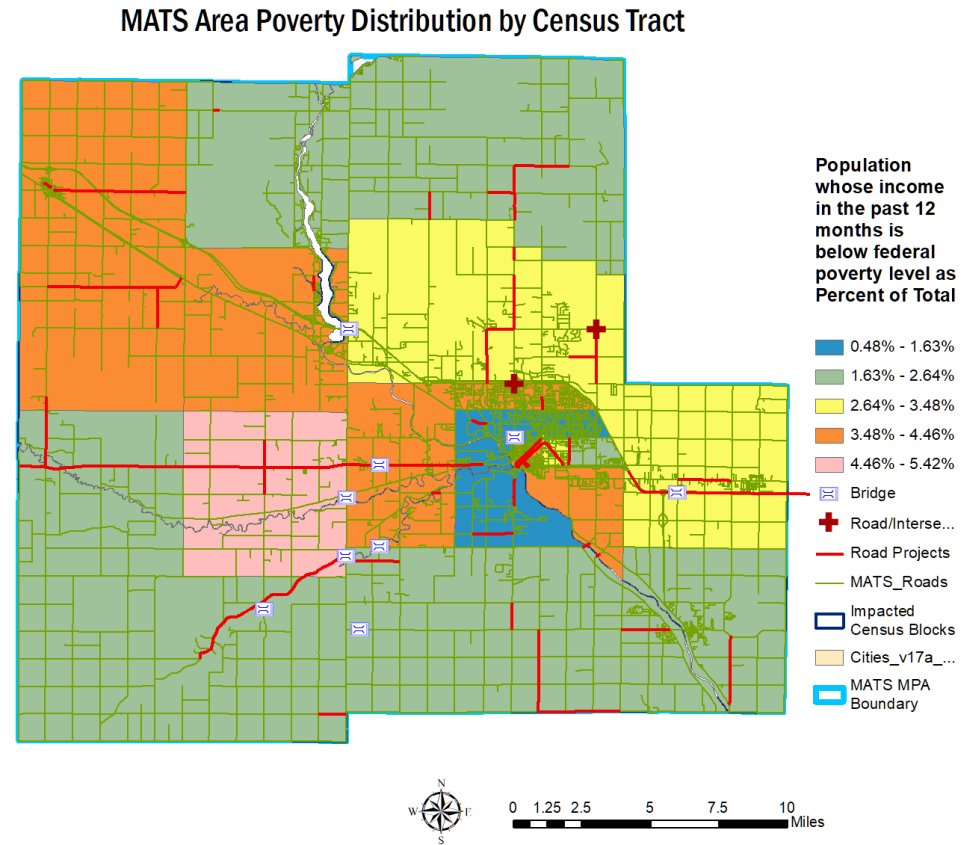 MATS Area Poverty Distribution by Census Tract
Population
whose income
in the past 12
months is
below federal
poverty level as
Percent of Total
0.48% - 1.63%
1.63% - 2.64%
2.64% - 3.48%
3.48% - 4.46%
4.46% - 5.42%
Bridge
Road/Interse...
Road Projects
MATS_Roads
Impacted
Census Blocks
Cities_v17a_...
MATS MPA
Boundary
N
W E
S
0 1.25 2.5 5 7.5 10
Miles